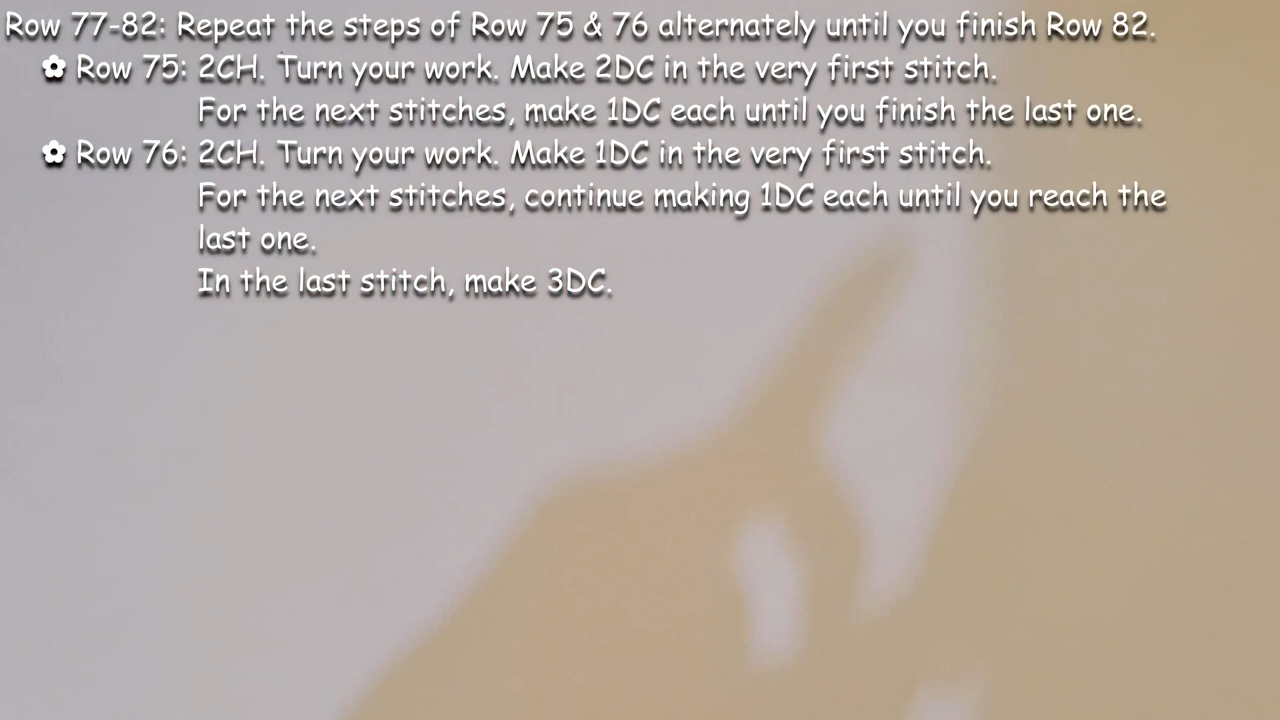 Row 77-82: Repeat the steps of Row 75 & 76 alternately until you finish Row 82.
✿ Row 75: 2CH. Turn your work. Make 2DC in the very first stitch.
For the next stitches, make 1DC each until you finish the last one.
✿ Row 76: 2CH. Turn your work. Make 1DC in the very first stitch.
For the next stitches, continue making 1DC each until you reach the
last one.
In the last stitch, make 3DC.